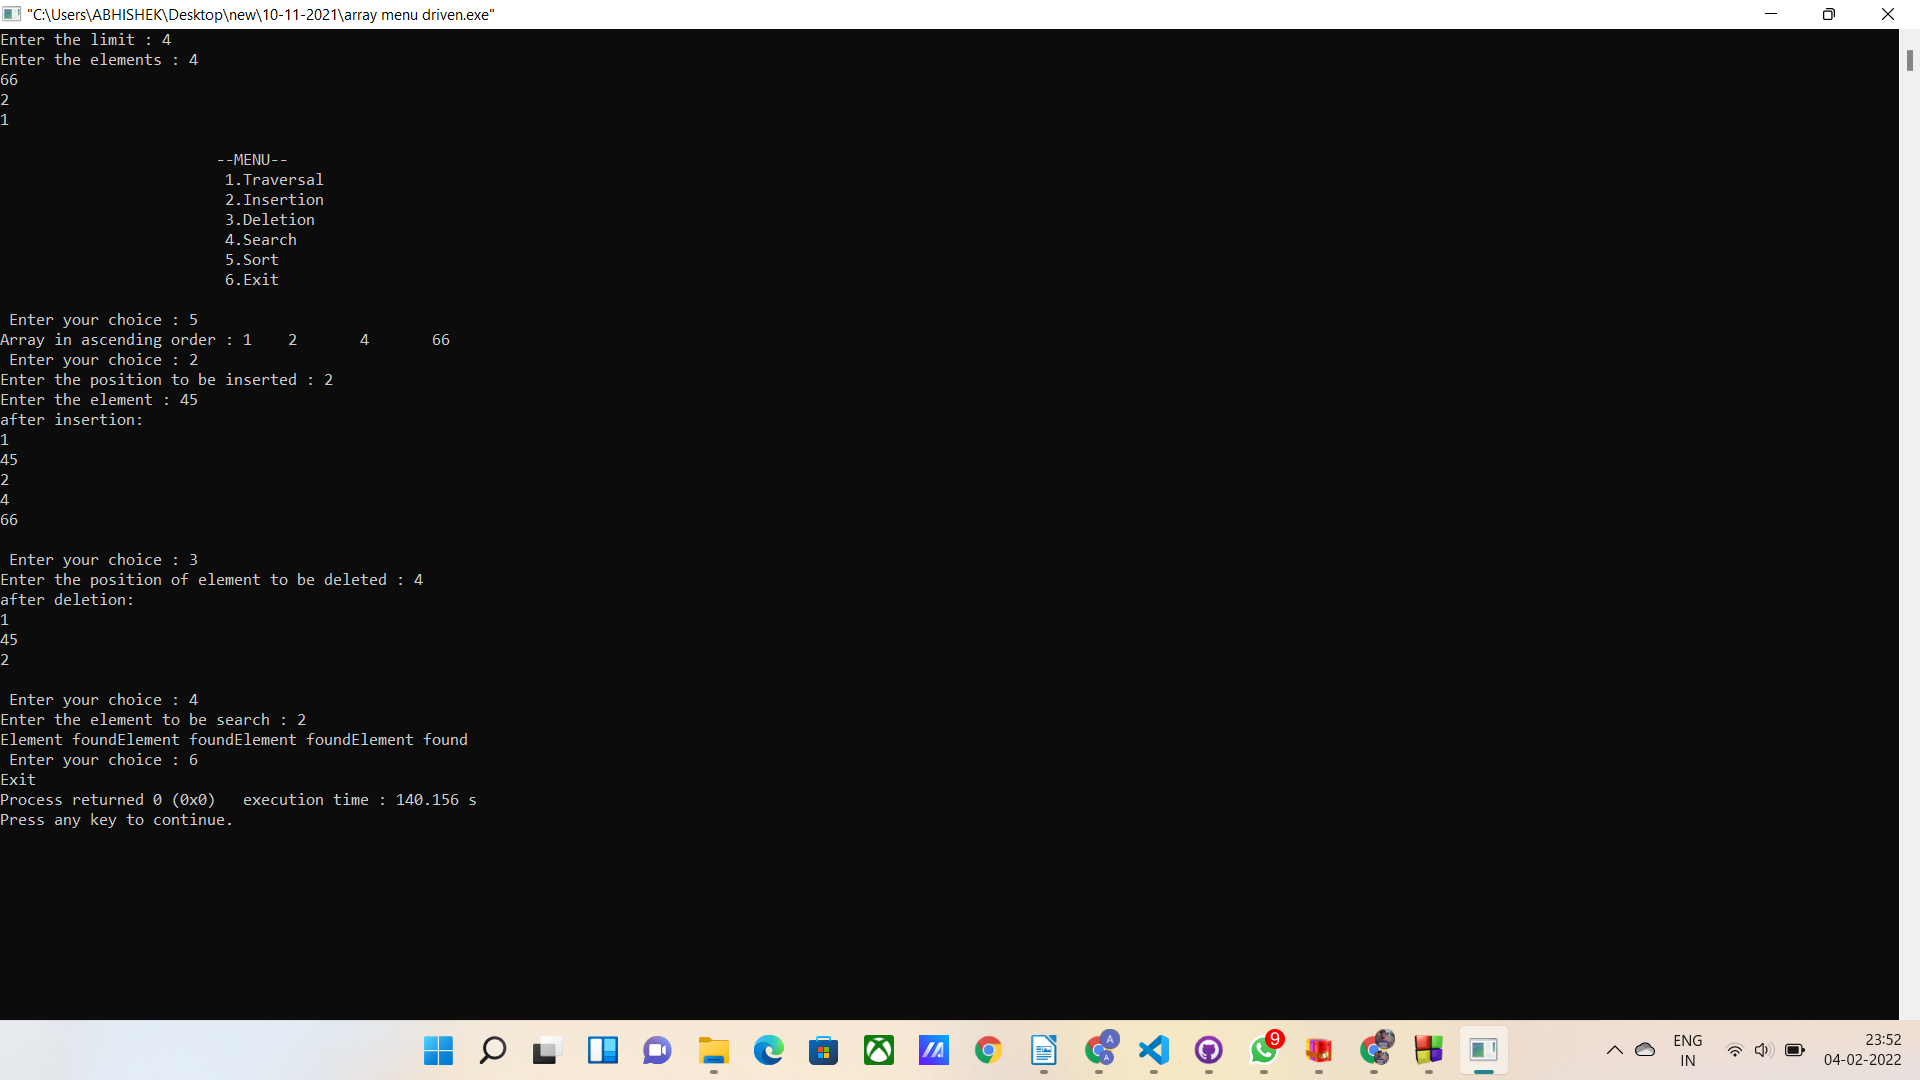 "C:\Users\ABHISHEK\Desktop\new\10-11-2021\array menu driven.exe"
Enter the limit : 4
Enter the elements : 4
66
2
1
--MENU--
1.Traversal
2.Insertion
3.Deletion
4.Search
5.Sort
6.Exit
Enter your choice : 5
Array in ascending order : 1 2 4 66
Enter your choice : 2
Enter the position to be inserted : 2
Enter the element : 45
after insertion:
1
45
2
4
66
Enter your choice : 3
Enter the position of element to be deleted : 4
after deletion:
1
45
2
Enter your choice : 4
Enter the element to be search : 2
Element foundElement foundElement foundElement found
Enter your choice : 6
Exit
Process returned 0 (0x0) execution time : 140.156 s
Press any key to continue.
A
A
9
ENG
IN
23:52
04-02-2022